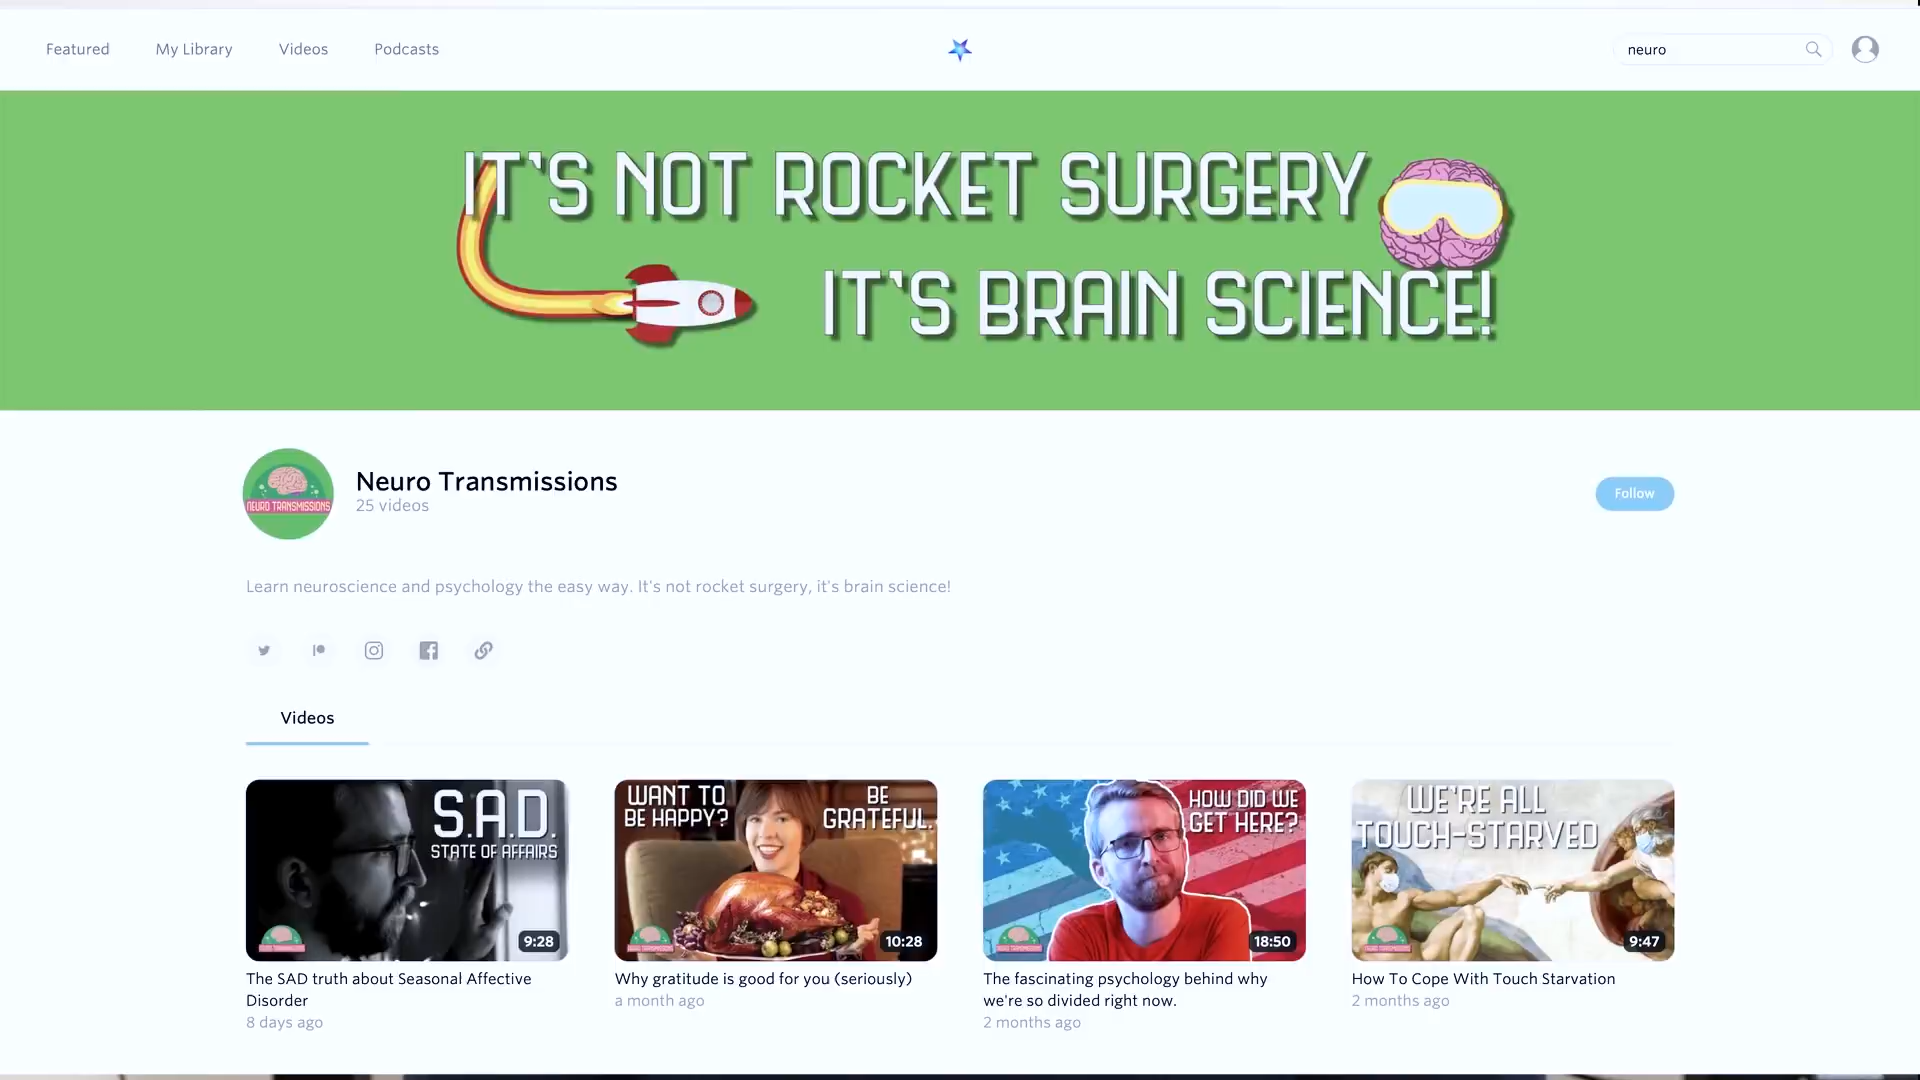 Featured
My Library
Videos
Podcasts
neuro
IT'S NOT ROCKET SURGERY
IT'S BRAIN SCIENCE!
NEURO TRANSMISSIONS
Neuro Transmissions
25 videos
Follow
Learn neuroscience and psychology the easy way. It's not rocket surgery, it's brain science!
Videos
S.A.D.
STATE OF AFFAIRS
9:28
The SAD truth about Seasonal Affective
Disorder
8 days ago
WANT TO
BE HAPPY?
BE
GRATEFUL.
10:28
Why gratitude is good for you (seriously)
a month ago
HOW DID WE
GET HERE?
18:50
The fascinating psychology behind why
we're so divided right now.
2 months ago
WE'RE ALL
TOUCH-STARVED
9:47
How To Cope With Touch Starvation
2 months ago